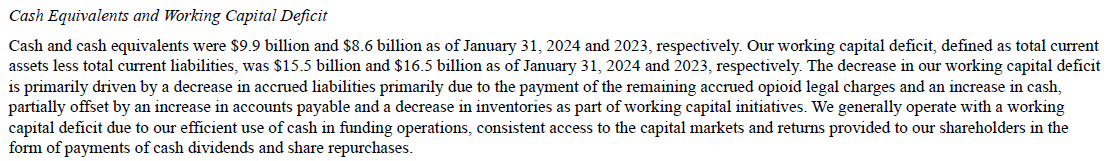 Cash Equivalents and Working Capital Deficit
Cash and cash equivalents were $9.9 billion and $8.6 billion as of January 31, 2024 and 2023, respectively. Our working capital deficit, defined as total current
assets less total current liabilities, was $15.5 billion and $16.5 billion as of January 31, 2024 and 2023, respectively. The decrease in our working capital deficit
is primarily driven by a decrease in accrued liabilities primarily due to the payment of the remaining accrued opioid legal charges and an increase in cash,
partially offset by an increase in accounts payable and a decrease in inventories as part of working capital initiatives. We generally operate with a working
capital deficit due to our efficient use of cash in funding operations, consistent access to the capital markets and returns provided to our shareholders in the
form of payments of cash dividends and share repurchases.